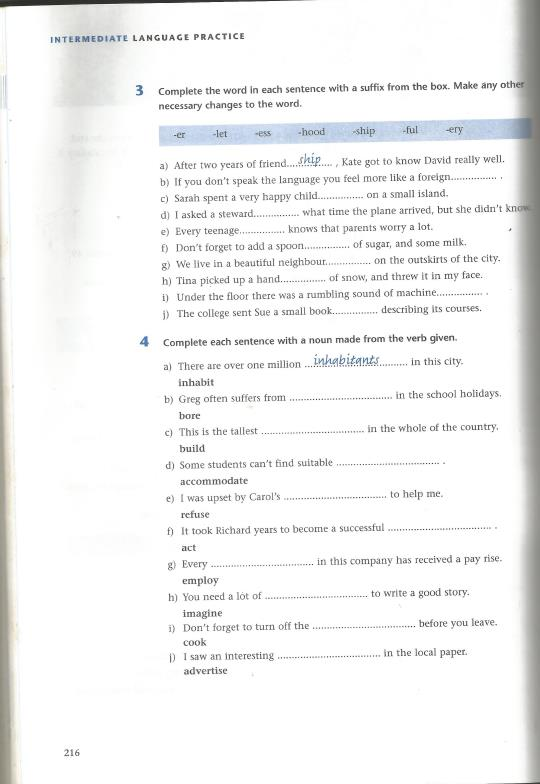 INTERMEDIATE LANGUAGE PRACTICE
3 Complete the word in each sentence with a suffix from the box. Make any other
necessary changes to the word.
-er -let -ess -hood -ship -ful -ery
a) After two years of friend....ship...., Kate got to know David really well.
b) If you don't speak the language you feel more like a foreign............... .
c) Sarah spent a very happy child............... on a small island.
d) I asked a steward............... what time the plane arrived, but she didn't know
e) Every teenage............... knows that parents worry a lot.
f) Don't forget to add a spoon............... of sugar, and some milk.
g) We live in a beautiful neighbour............... on the outskirts of the city.
h) Tina picked up a hand............... of snow, and threw it in my face.
i) Under the floor there was a rumbling sound of machine............... .
j) The college sent Sue a small book............... describing its courses.
4 Complete each sentence with a noun made from the verb given.
a) There are over one million ...inhabitants.......... in this city.
inhabit
b) Greg often suffers from .................................. in the school holidays.
bore
c) This is the tallest .................................. in the whole of the country.
build
d) Some students can't find suitable .................................. .
accommodate
e) I was upset by Carol's .................................. to help me.
refuse
f) It took Richard years to become a successful .................................. .
act
g) Every .................................. in this company has received a pay rise.
employ
h) You need a lot of .................................. to write a good story.
imagine
i) Don't forget to turn off the .................................. before you leave.
cook
j) I saw an interesting .................................. in the local paper.
advertise
216